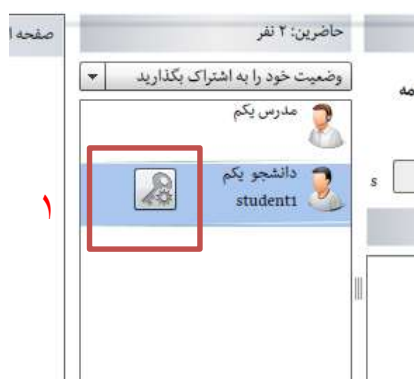 حاضرین: ۲ نفر
صفحه
وضعیت خود را به اشتراک بگذارید
مدرس یکم
دانشجو یکم
student1
s
۱